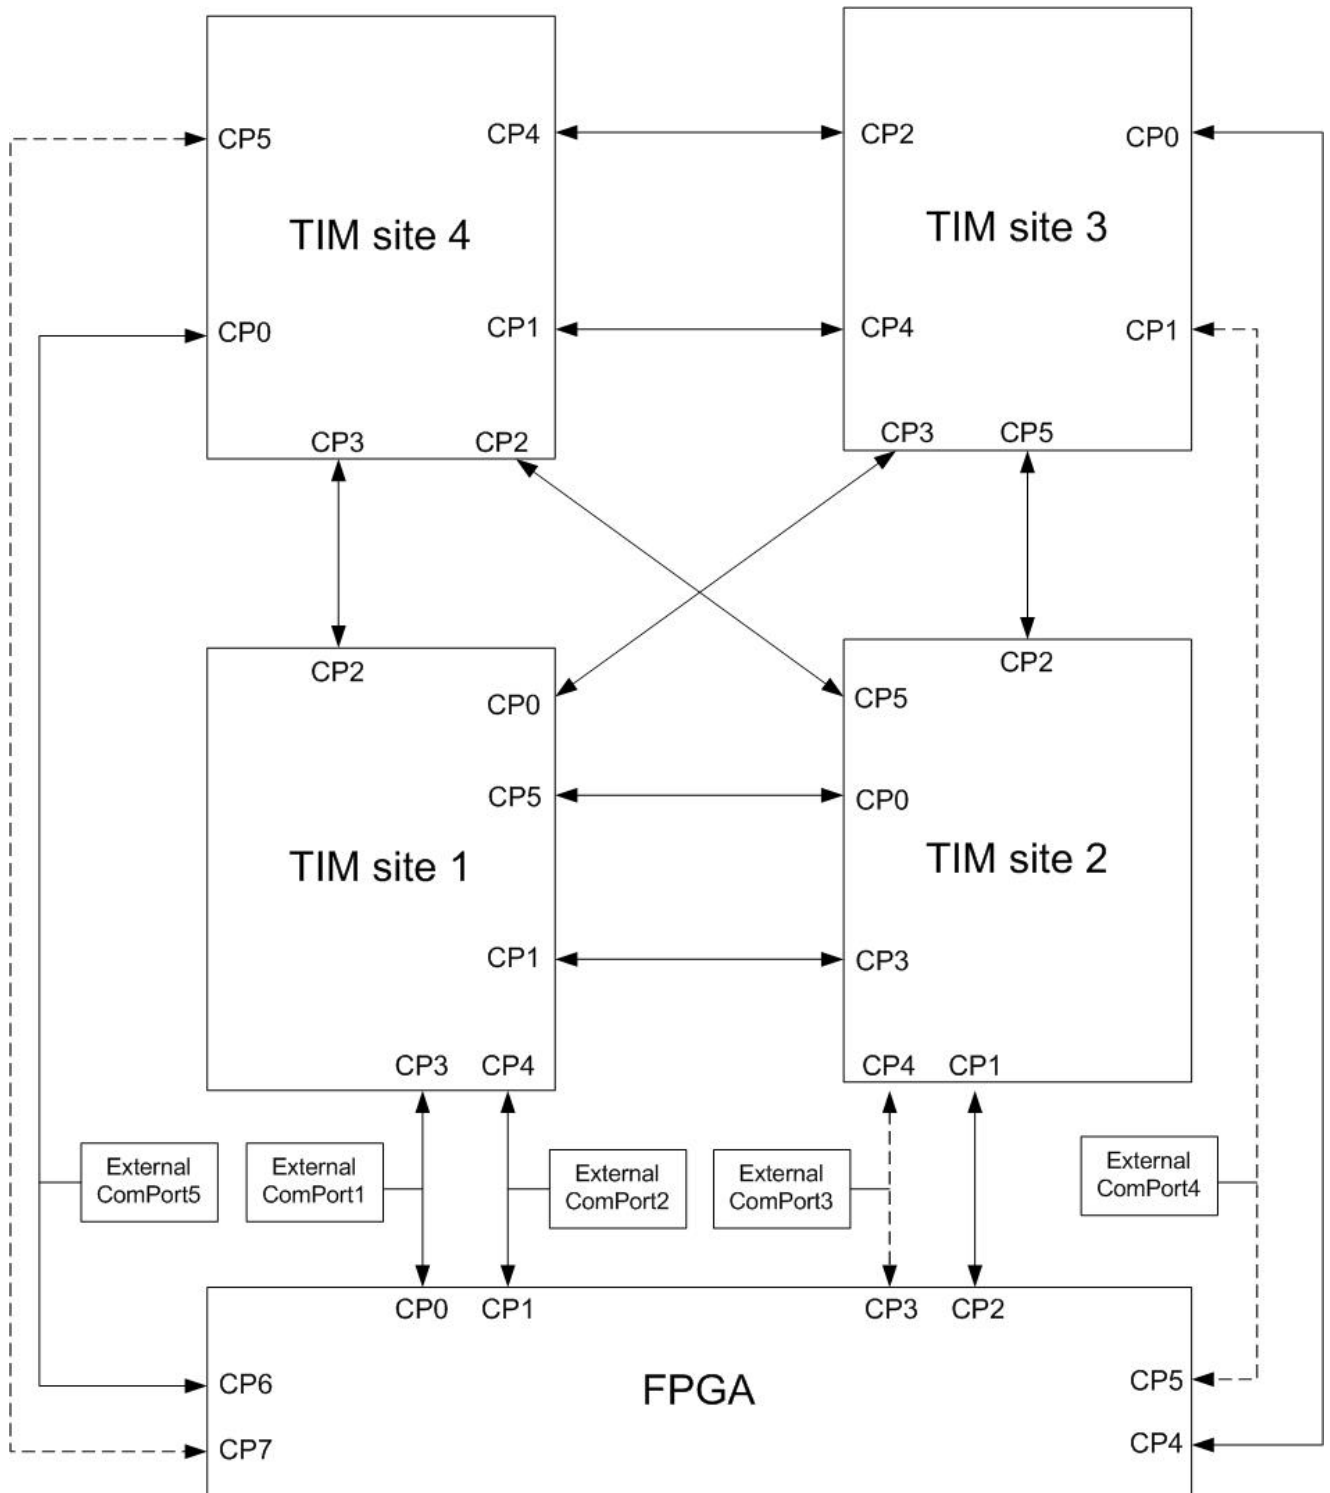 CP5
CP4
CP2
CP0
TIM site 4
TIM site 3
CP0
CP1
CP4
CP1
CP3
CP2
CP3
CP5
CP2
CP0
CP2
CP5
CP5
CP0
TIM site 1
TIM site 2
CP1
CP3
CP3
CP4
CP4
CP1
External
ComPort5
External
ComPort1
External
ComPort2
External
ComPort3
External
ComPort4
CP0
CP1
CP3
CP2
CP6
FPGA
CP5
CP7
CP4